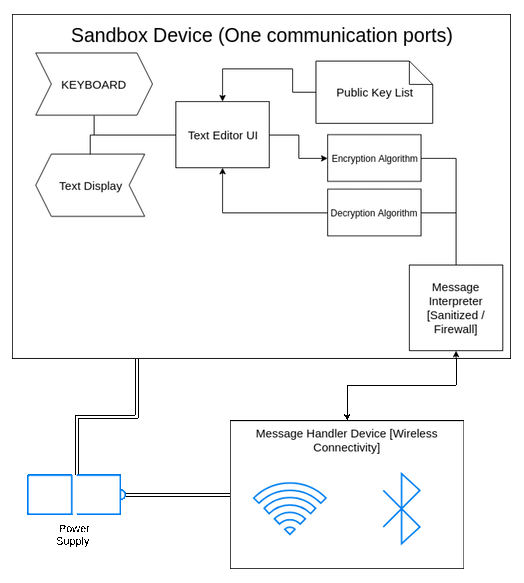 Sandbox Device (One communication ports)
KEYBOARD
Public Key List
Text Editor UI
Encryption Algorithm
Text Display
Decryption Algorithm
Message
Interpreter
[Sanitized /
Firewall]
Message Handler Device [Wireless
Connectivity]
Power
Supply